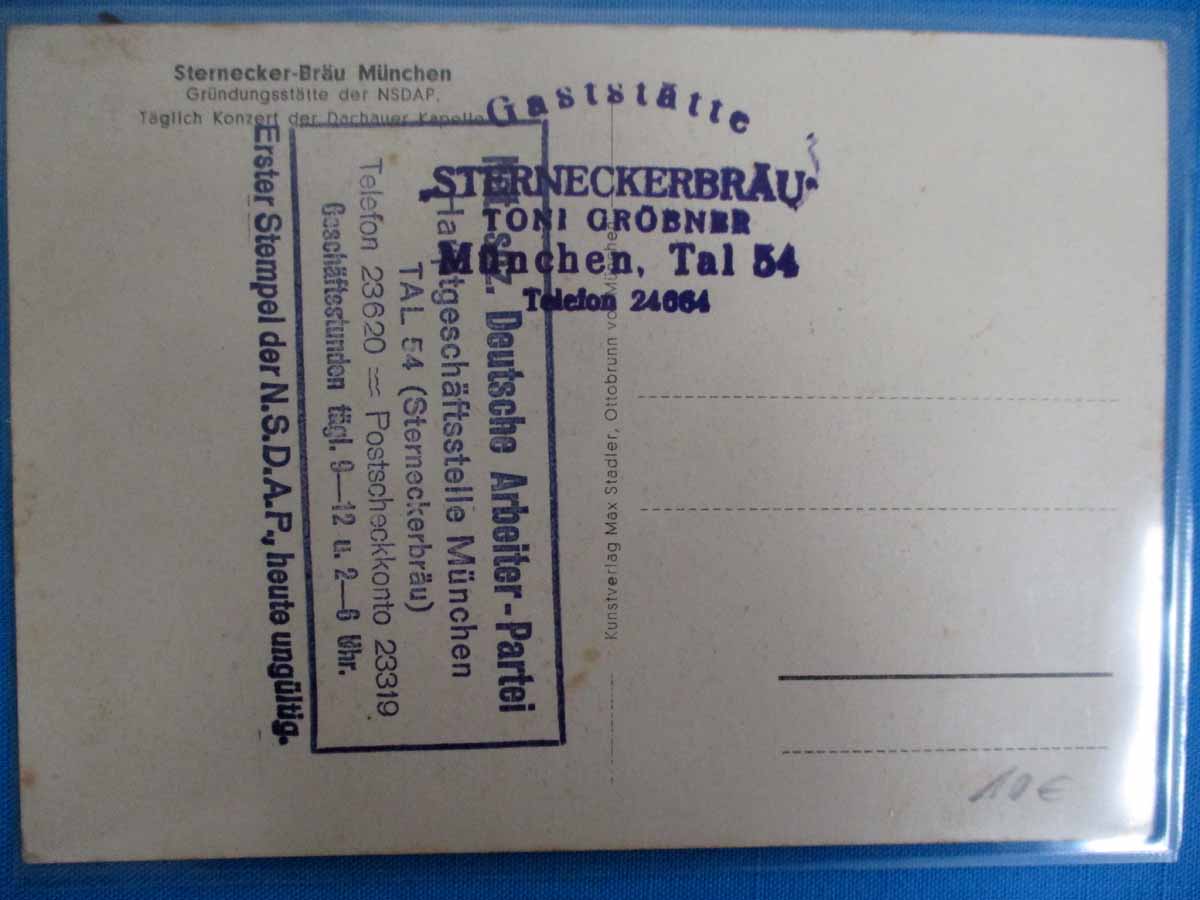 Sternecker-Bräu München
Gründungsstätte der NSDAP.
Täglich Konzert der Dachauer Kapelle
Gaststätte
STERNECKERBRÄU
TONI GRÖBNER
München, Tal 54
Telefon 24664
Nat. soz. Deutsche Arbeiter-Partei
Hauptgeschäftsstelle München
TAL 54 (Sterneckerbräu)
Telefon 23620 = Postscheckkonto 23319
Geschäftsstunden tägl. 9—12 u. 2—6 Uhr.
Erster Stempel der N.S.D.A.P., heute ungültig.
Kunstverlag Max Stadler, Ottobrunn vor München
10€